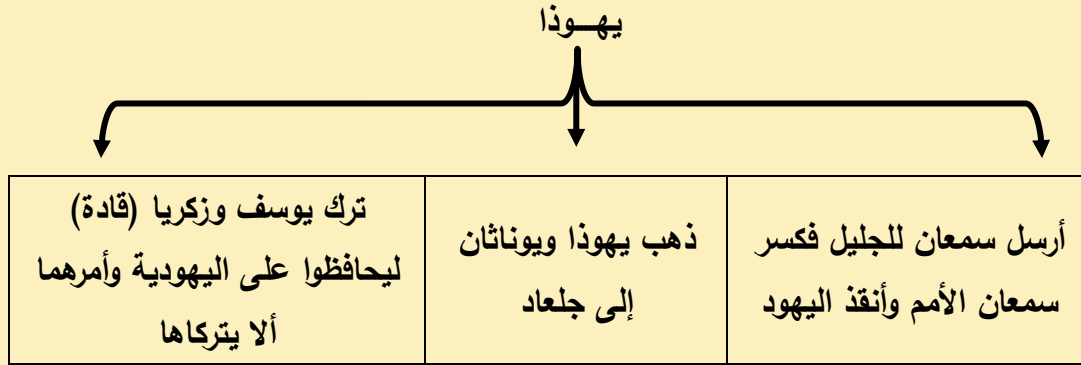 يهوذا
أرسل سمعان للجليل فكسر
سمعان الأمم وأنقذ اليهود
ذهب يهوذا ويوناثان
إلى جلعاد
ترك يوسف وزكريا (قادة)
ليحافظوا على اليهودية وأمرهما
ألا يتركاها